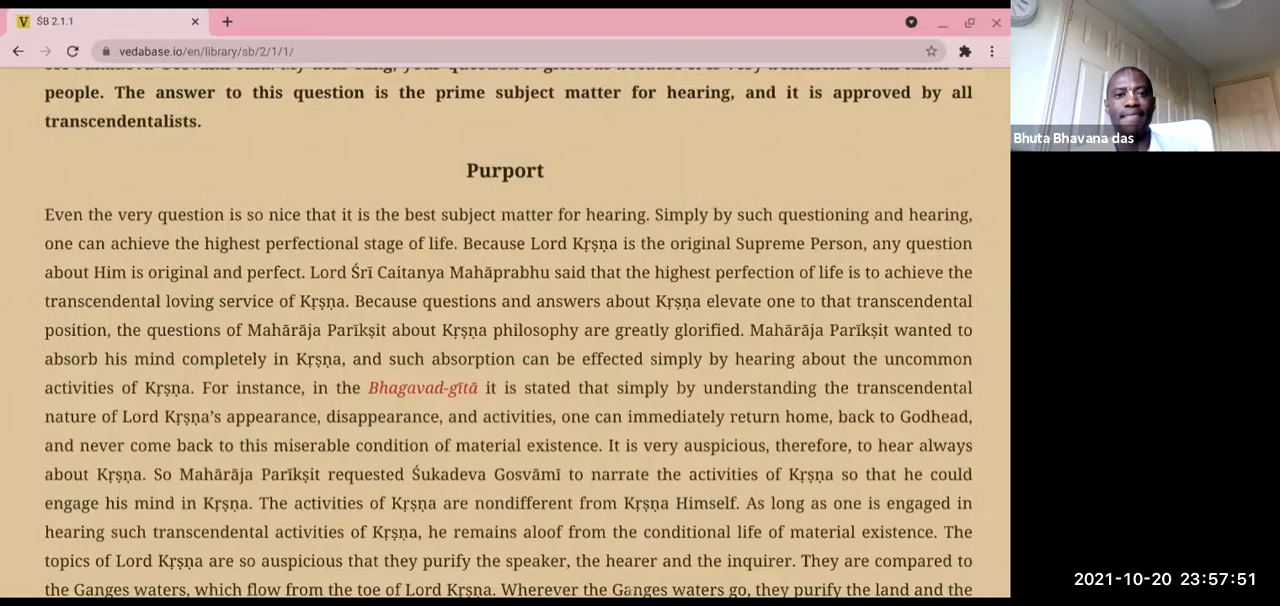 ŚB 2.1.1
vedabase.io/en/library/sb/2/1/1/
people. The answer to this question is the prime subject matter for hearing, and it is approved by all
transcendentalists.
Purport
Even the very question is so nice that it is the best subject matter for hearing. Simply by such questioning and hearing,
one can achieve the highest perfectional stage of life. Because Lord Kṛṣṇa is the original Supreme Person, any question
about Him is original and perfect. Lord Śrī Caitanya Mahāprabhu said that the highest perfection of life is to achieve the
transcendental loving service of Kṛṣṇa. Because questions and answers about Kṛṣṇa elevate one to that transcendental
position, the questions of Mahārāja Parīkṣit about Kṛṣṇa philosophy are greatly glorified. Mahārāja Parīkṣit wanted to
absorb his mind completely in Kṛṣṇa, and such absorption can be effected simply by hearing about the uncommon
activities of Kṛṣṇa. For instance, in the Bhagavad-gītā it is stated that simply by understanding the transcendental
nature of Lord Kṛṣṇa’s appearance, disappearance, and activities, one can immediately return home, back to Godhead,
and never come back to this miserable condition of material existence. It is very auspicious, therefore, to hear always
about Kṛṣṇa. So Mahārāja Parīkṣit requested Śukadeva Gosvāmī to narrate the activities of Kṛṣṇa so that he could
engage his mind in Kṛṣṇa. The activities of Kṛṣṇa are nondifferent from Kṛṣṇa Himself. As long as one is engaged in
hearing such transcendental activities of Kṛṣṇa, he remains aloof from the conditional life of material existence. The
topics of Lord Kṛṣṇa are so auspicious that they purify the speaker, the hearer and the inquirer. They are compared to
the Ganges waters, which flow from the toe of Lord Kṛṣṇa. Wherever the Ganges waters go, they purify the land and the
Bhuta Bhavana das
2021-10-20 23:57:51